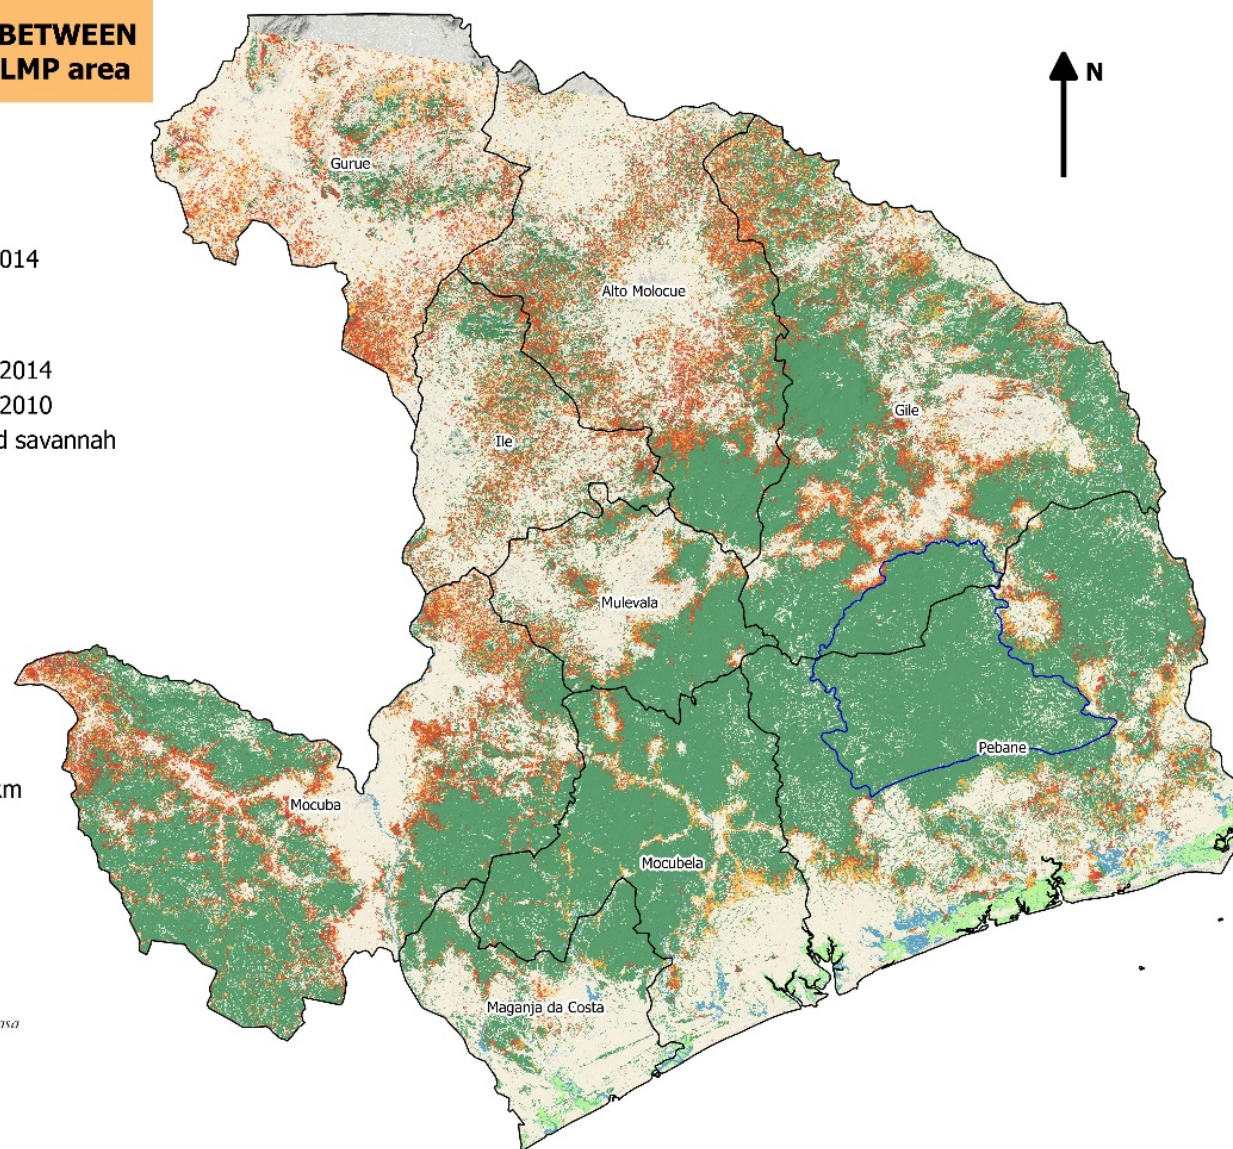 BETWEEN
LMP area
N
Gurue
014
Alto Molocue
2014
2010
Gile
d savannah
Ile
Mulevala
Pebane
km
Mocuba
Mocubela
Maganja da Costa